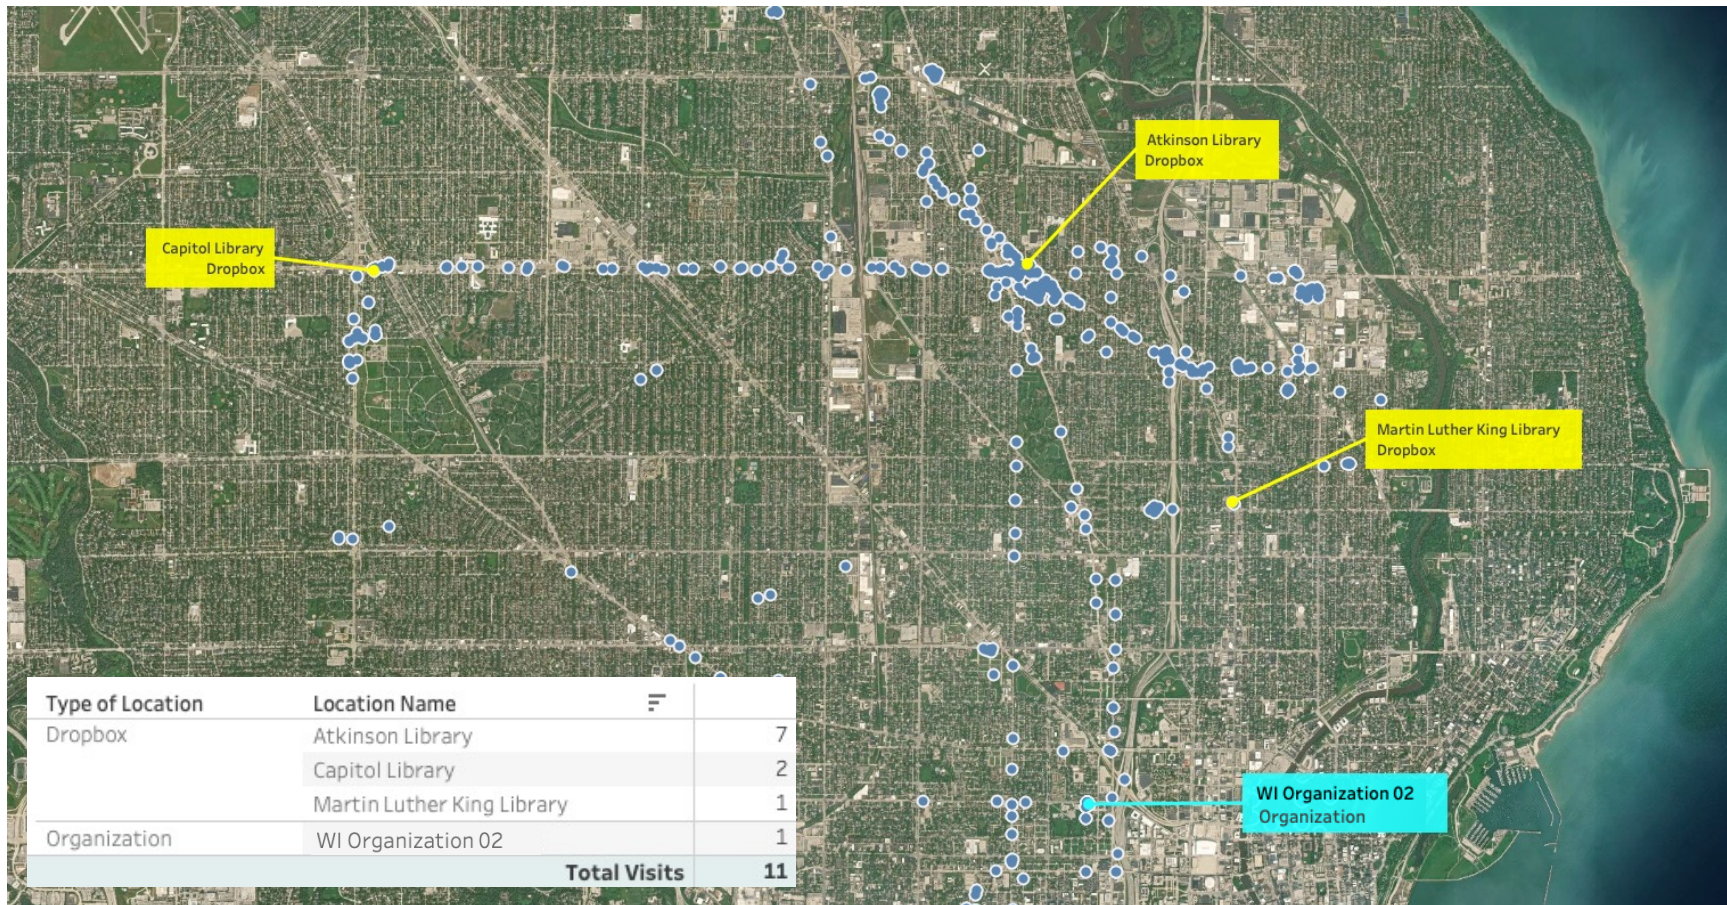 Atkinson Library
Dropbox
Capitol Library
Dropbox
Martin Luther King Library
Dropbox
WI Organization 02
Organization
Type of Location Location Name
Dropbox Atkinson Library 7
Capitol Library 2
Martin Luther King Library 1
Organization WI Organization 02 1
Total Visits 11